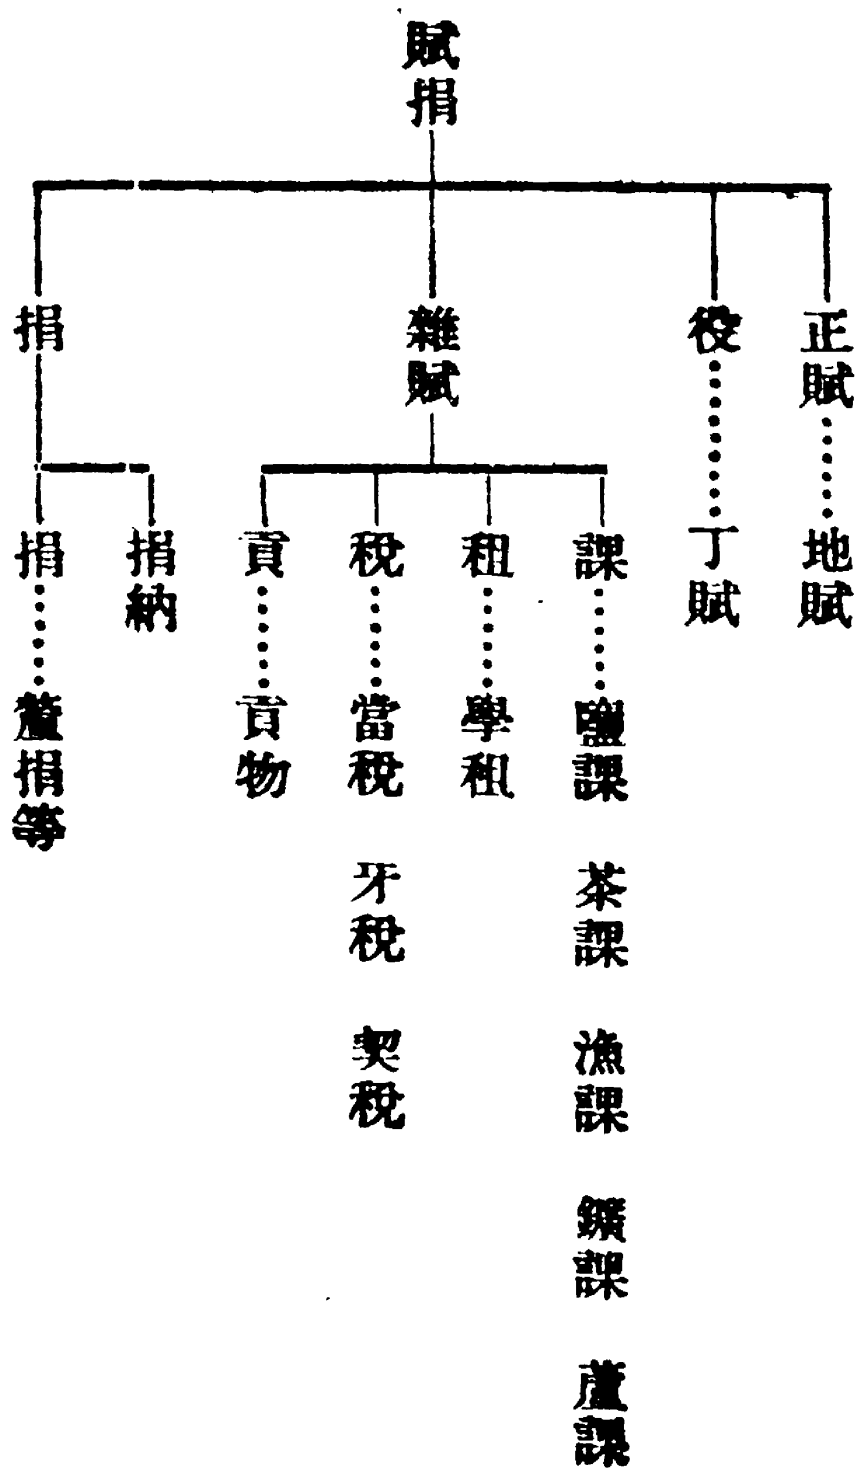 賦捐
正賦
地賦
役
丁賦
雜賦
課
鹽課 茶課 漁課 鑛課 蘆課
租
學租
稅
當稅 牙稅 契稅
貢
貢物
捐
捐納
捐
釐捐等